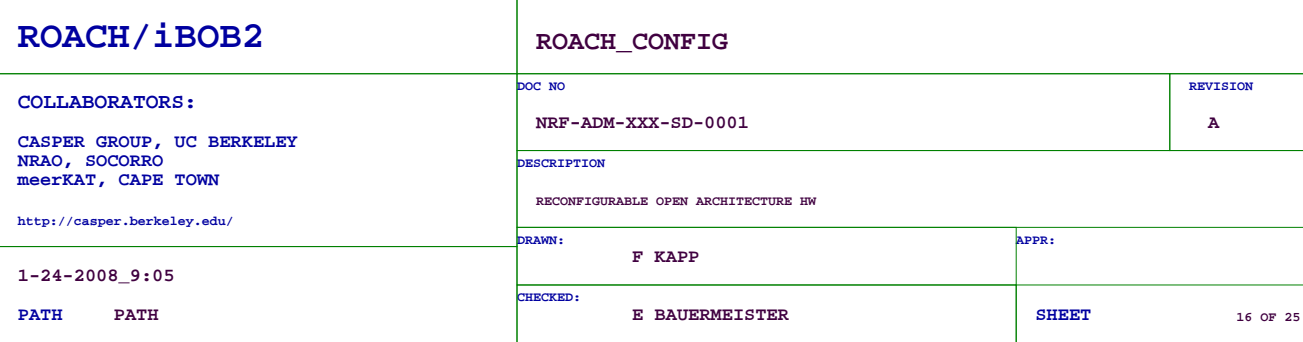 ROACH/iBOB2
COLLABORATORS:
CASPER GROUP, UC BERKELEY
NRAO, SOCORRO
meerKAT, CAPE TOWN
http://casper.berkeley.edu/
1-24-2008_9:05
PATH PATH
ROACH_CONFIG
DOC NO
NRF-ADM-XXX-SD-0001
REVISION
A
DESCRIPTION
RECONFIGURABLE OPEN ARCHITECTURE HW
DRAWN:
F KAPP
APPR:
CHECKED:
E BAUERMEISTER
SHEET 16 OF 25